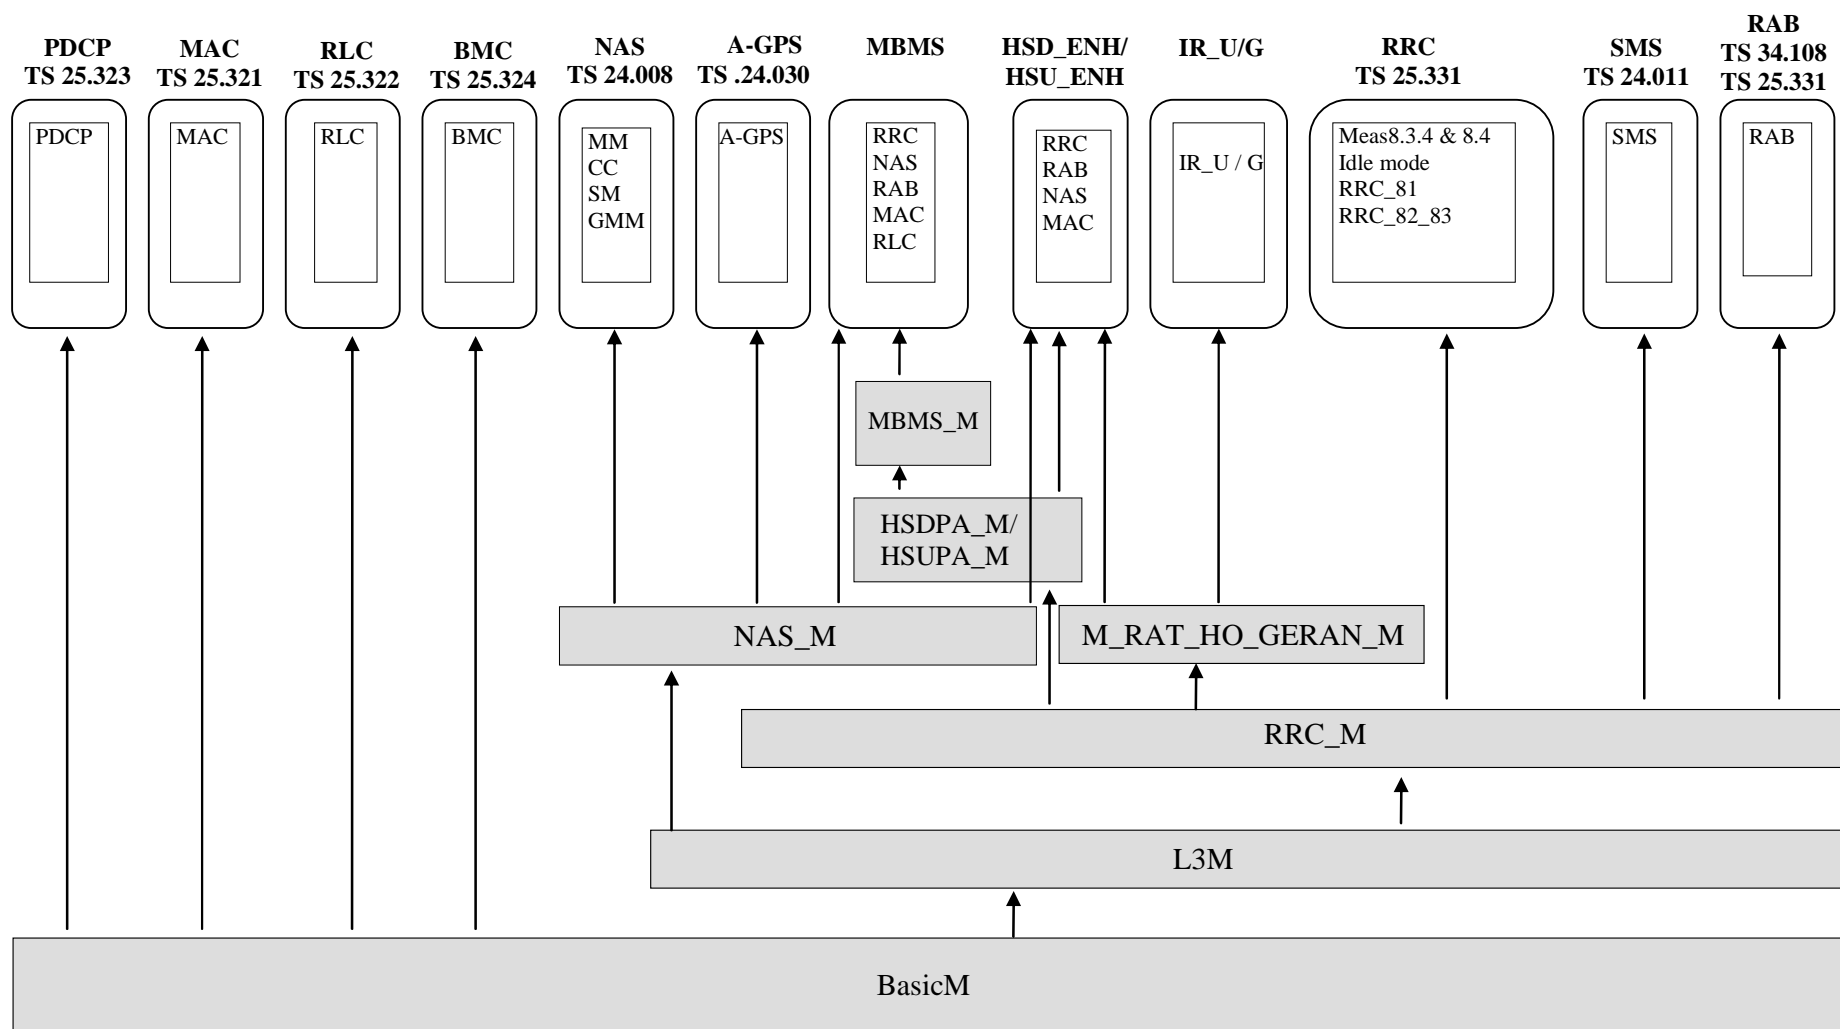 PDCP
TS 25.323
MAC
TS 25.321
RLC
TS 25.322
BMC
TS 25.324
NAS
TS 24.008
A-GPS
TS .24.030
MBMS
HSD_ENH/
HSU_ENH
IR_U/G
RRC
TS 25.331
SMS
TS 24.011
RAB
TS 34.108
TS 25.331
PDCP
MAC
RLC
BMC
MM
CC
SM
GMM
A-GPS
RRC
NAS
RAB
MAC
RLC
RRC
RAB
NAS
MAC
IR_U / G
Meas8.3.4 & 8.4
Idle mode
RRC_81
RRC_82_83
SMS
RAB
MBMS_M
HSDPA_M/
HSUPA_M
NAS_M
M_RAT_HO_GERAN_M
RRC_M
L3M
BasicM